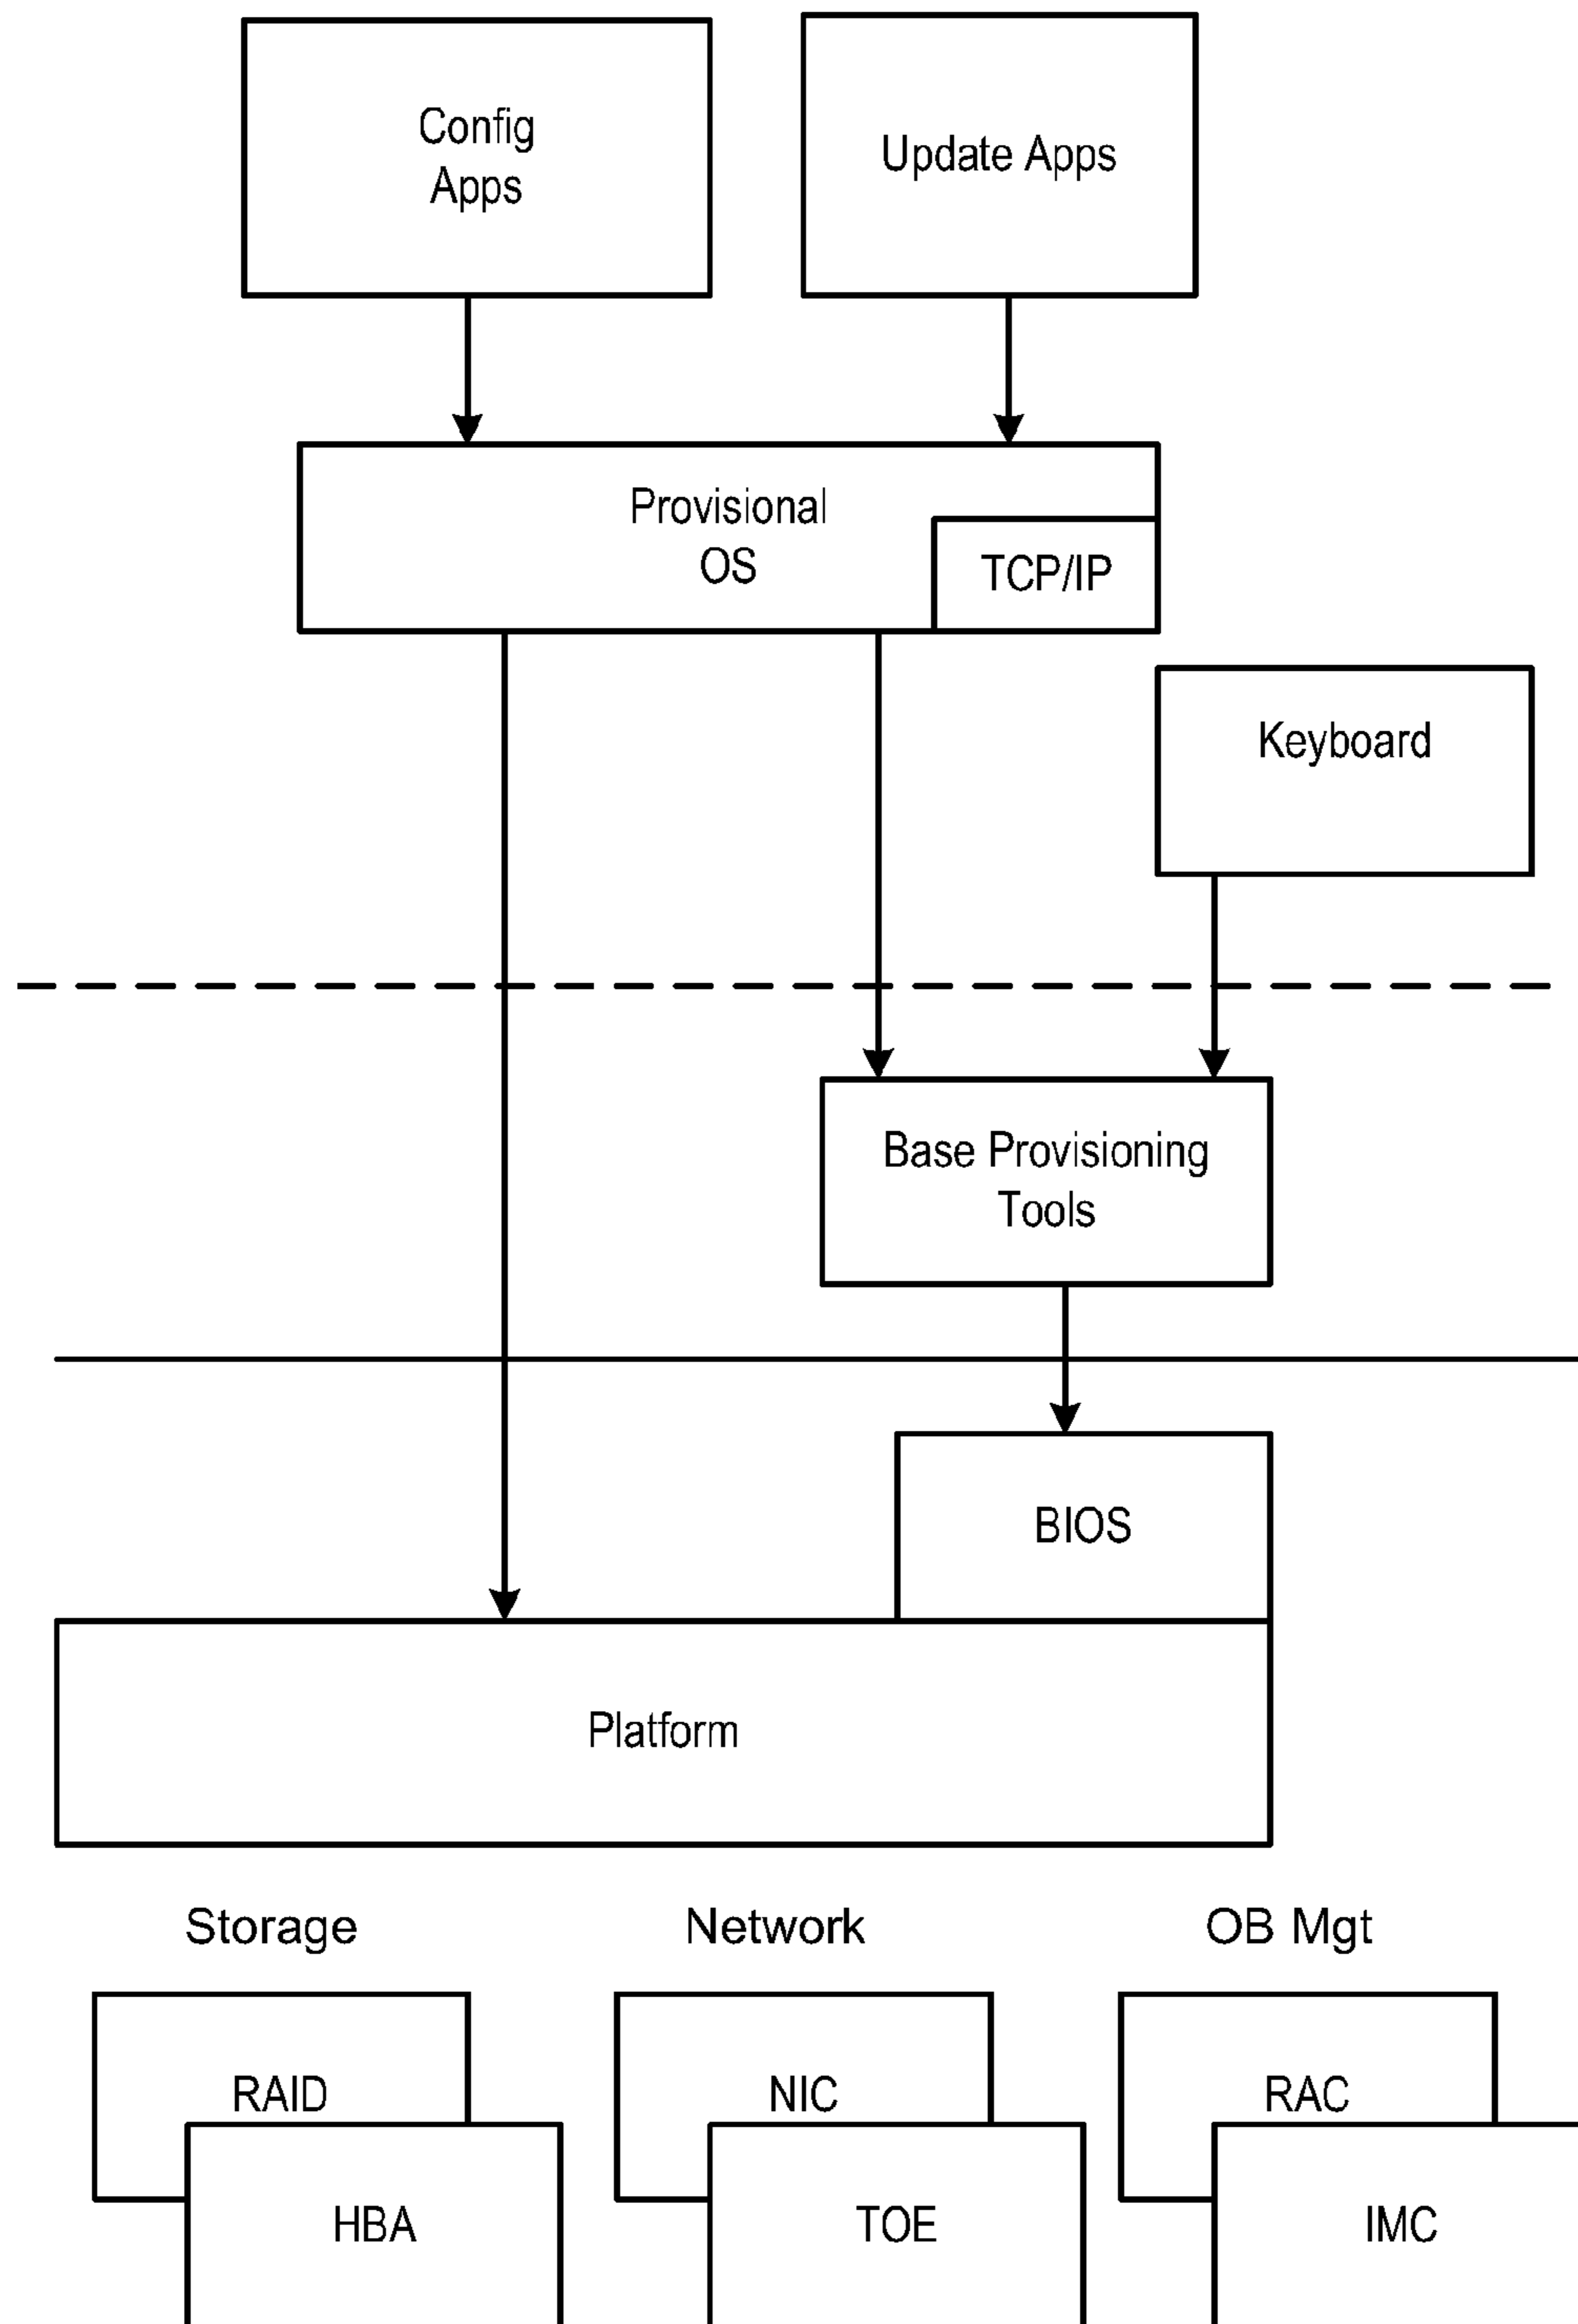 Config
Apps
Update Apps
Provisional
OS
TCP/IP
Keyboard
Base Provisioning
Tools
BIOS
Platform
Storage
Network
OB Mgt
RAID
NIC
RAC
HBA
TOE
IMC